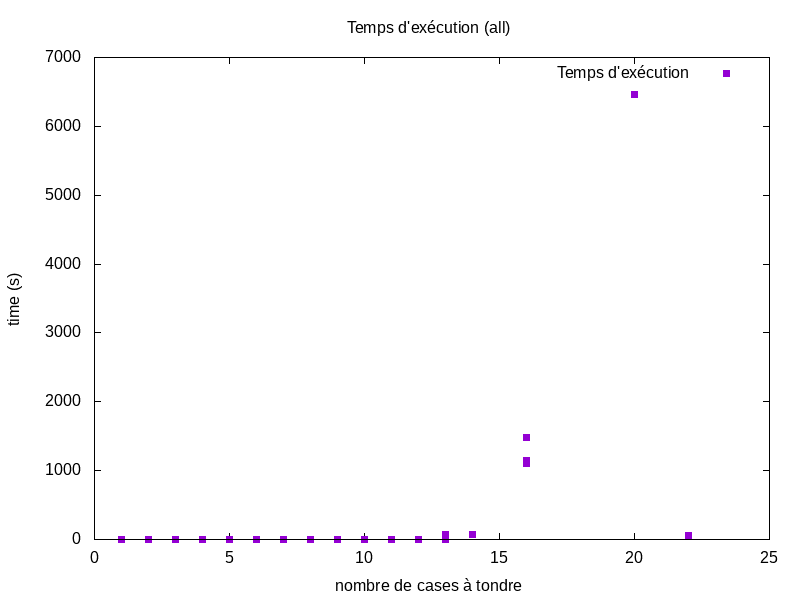 Temps d'exécution (all)
7000
Temps d'exécution
6000
5000
4000
3000
2000
1000
0
time (s)
0 5 10 15 20 25
nombre de cases à tondre